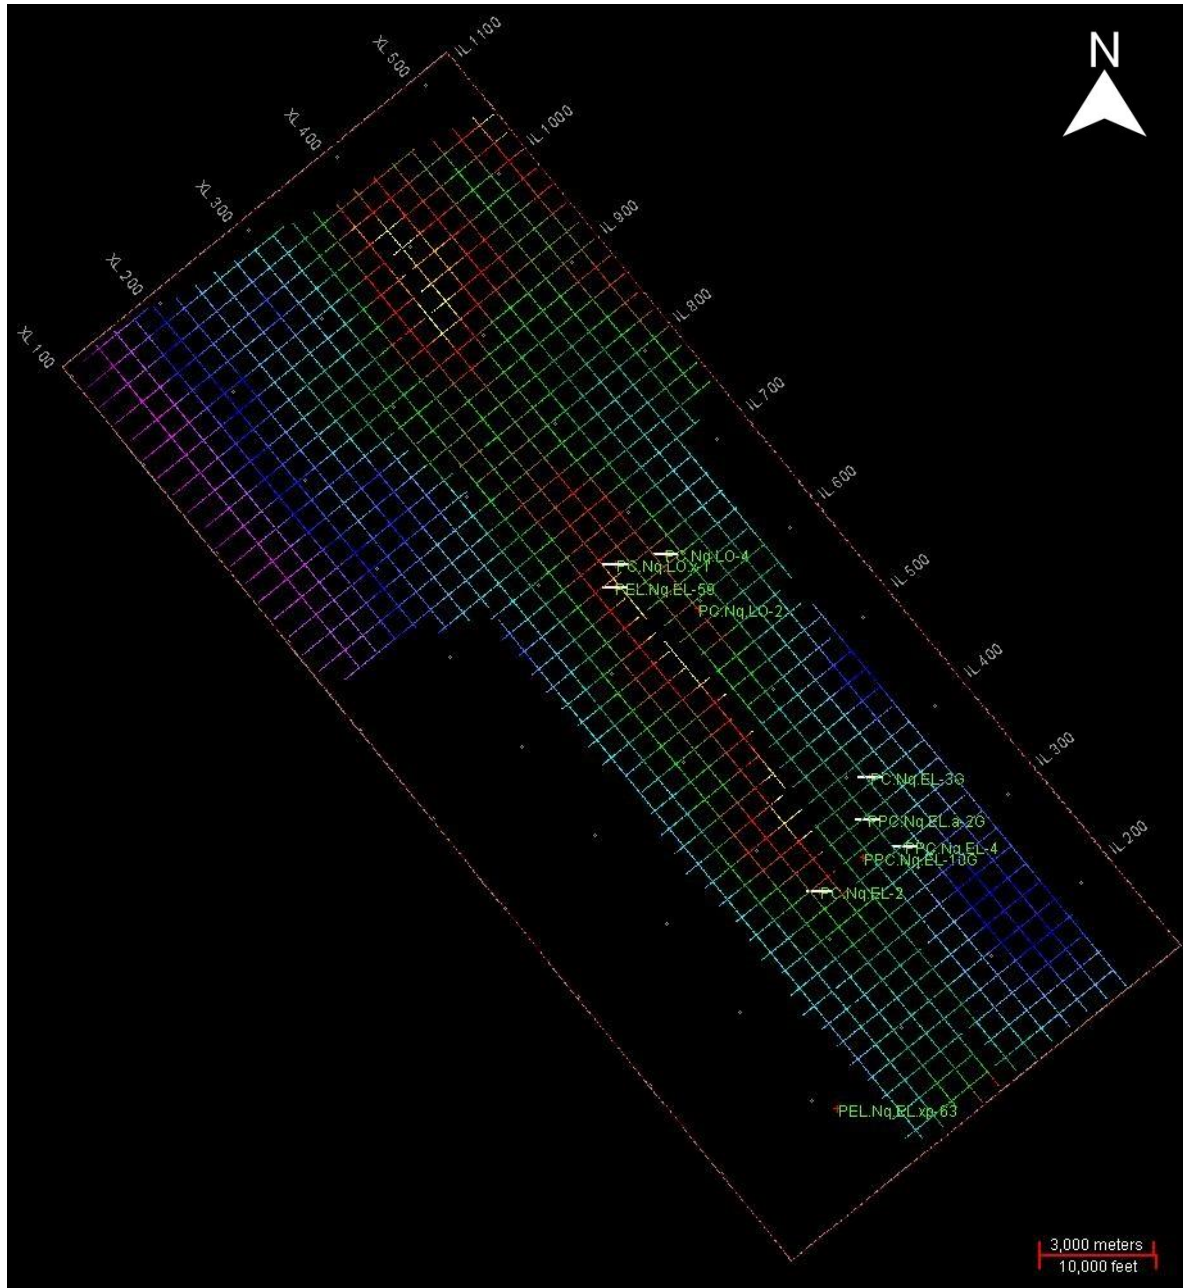 N
XL.500
IL.1100
XL.400
IL.1000
XL.300
IL.900
XL.200
IL.800
XL.100
IL.700
IL.600
PC.Nq.LO-4
PC.Nq.LO.x-1
PEL.Nq.EL-59
IL.500
PC.Nq.LO-2
IL.400
IL.300
PC.Nq.EL-3G
PPC.Nq.EL.a-2G
IL.200
PPC.Nq.EL-4
PPC.Nq.EL-10G
PC.Nq.EL-2
PEL.Nq.EL.xp-63
3,000 meters
10,000 feet